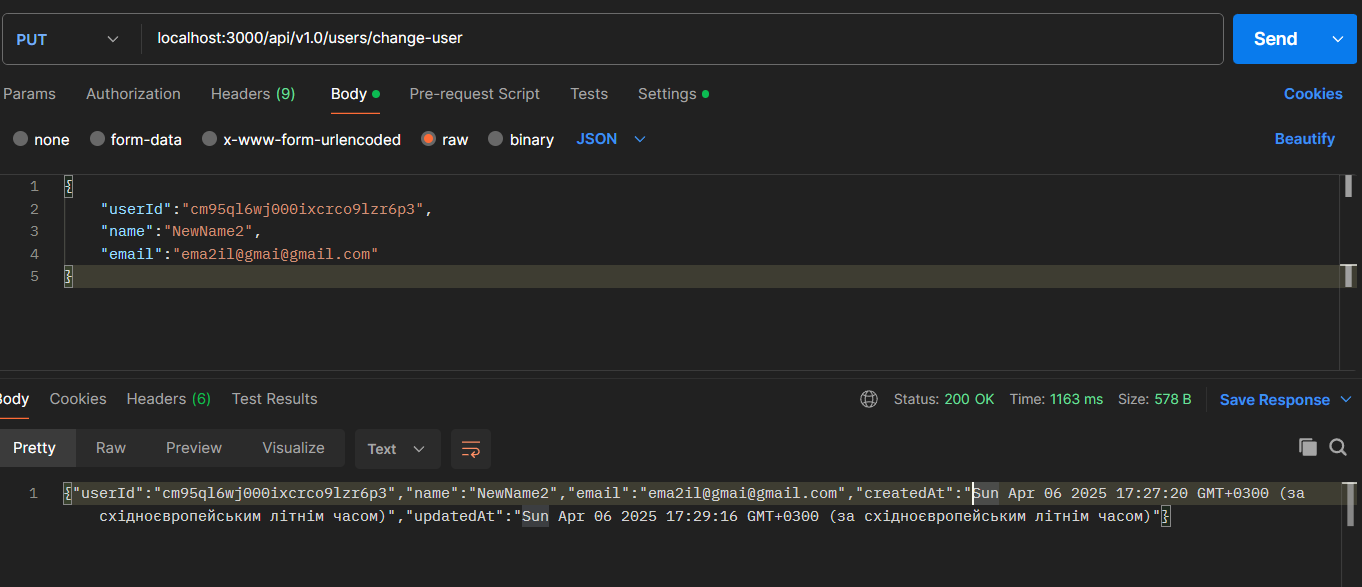 PUT localhost:3000/api/v1.0/users/change-user Send
Params Authorization Headers (9) Body Pre-request Script Tests Settings Cookies
none form-data x-www-form-urlencoded raw binary JSON Beautify
1 {
2 "userId":"cm95ql6wj000ixcrco9lzr6p3",
3 "name":"NewName2",
4 "email":"ema2il@gmai@gmail.com"
5 }
Body Cookies Headers (6) Test Results Status: 200 OK Time: 1163 ms Size: 578 B Save Response
Pretty Raw Preview Visualize Text
1 {"userId":"cm95ql6wj000ixcrco9lzr6p3","name":"NewName2","email":"ema2il@gmai@gmail.com","createdAt":"Sun Apr 06 2025 17:27:20 GMT+0300 (за
східноєвропейським літнім часом)","updatedAt":"Sun Apr 06 2025 17:29:16 GMT+0300 (за східноєвропейським літнім часом)"}